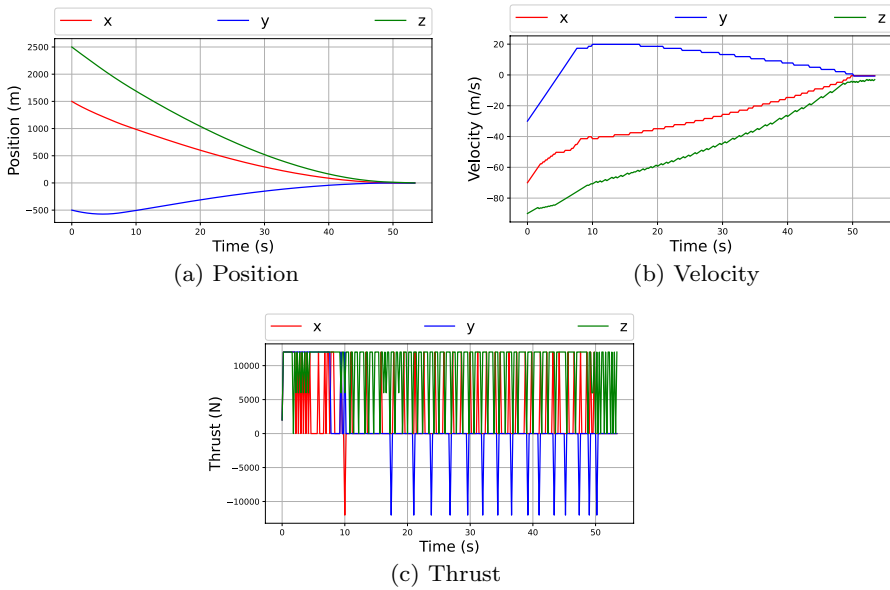 x y z
Position (m)
2500
2000
1500
1000
500
0
−500
0 10 20 30 40 50
Time (s)
(a) Position
x y z
Velocity (m/s)
20
0
−20
−40
−60
−80
0 10 20 30 40 50
Time (s)
(b) Velocity
x y z
Thrust (N)
10000
5000
0
−5000
−10000
0 10 20 30 40 50
Time (s)
(c) Thrust